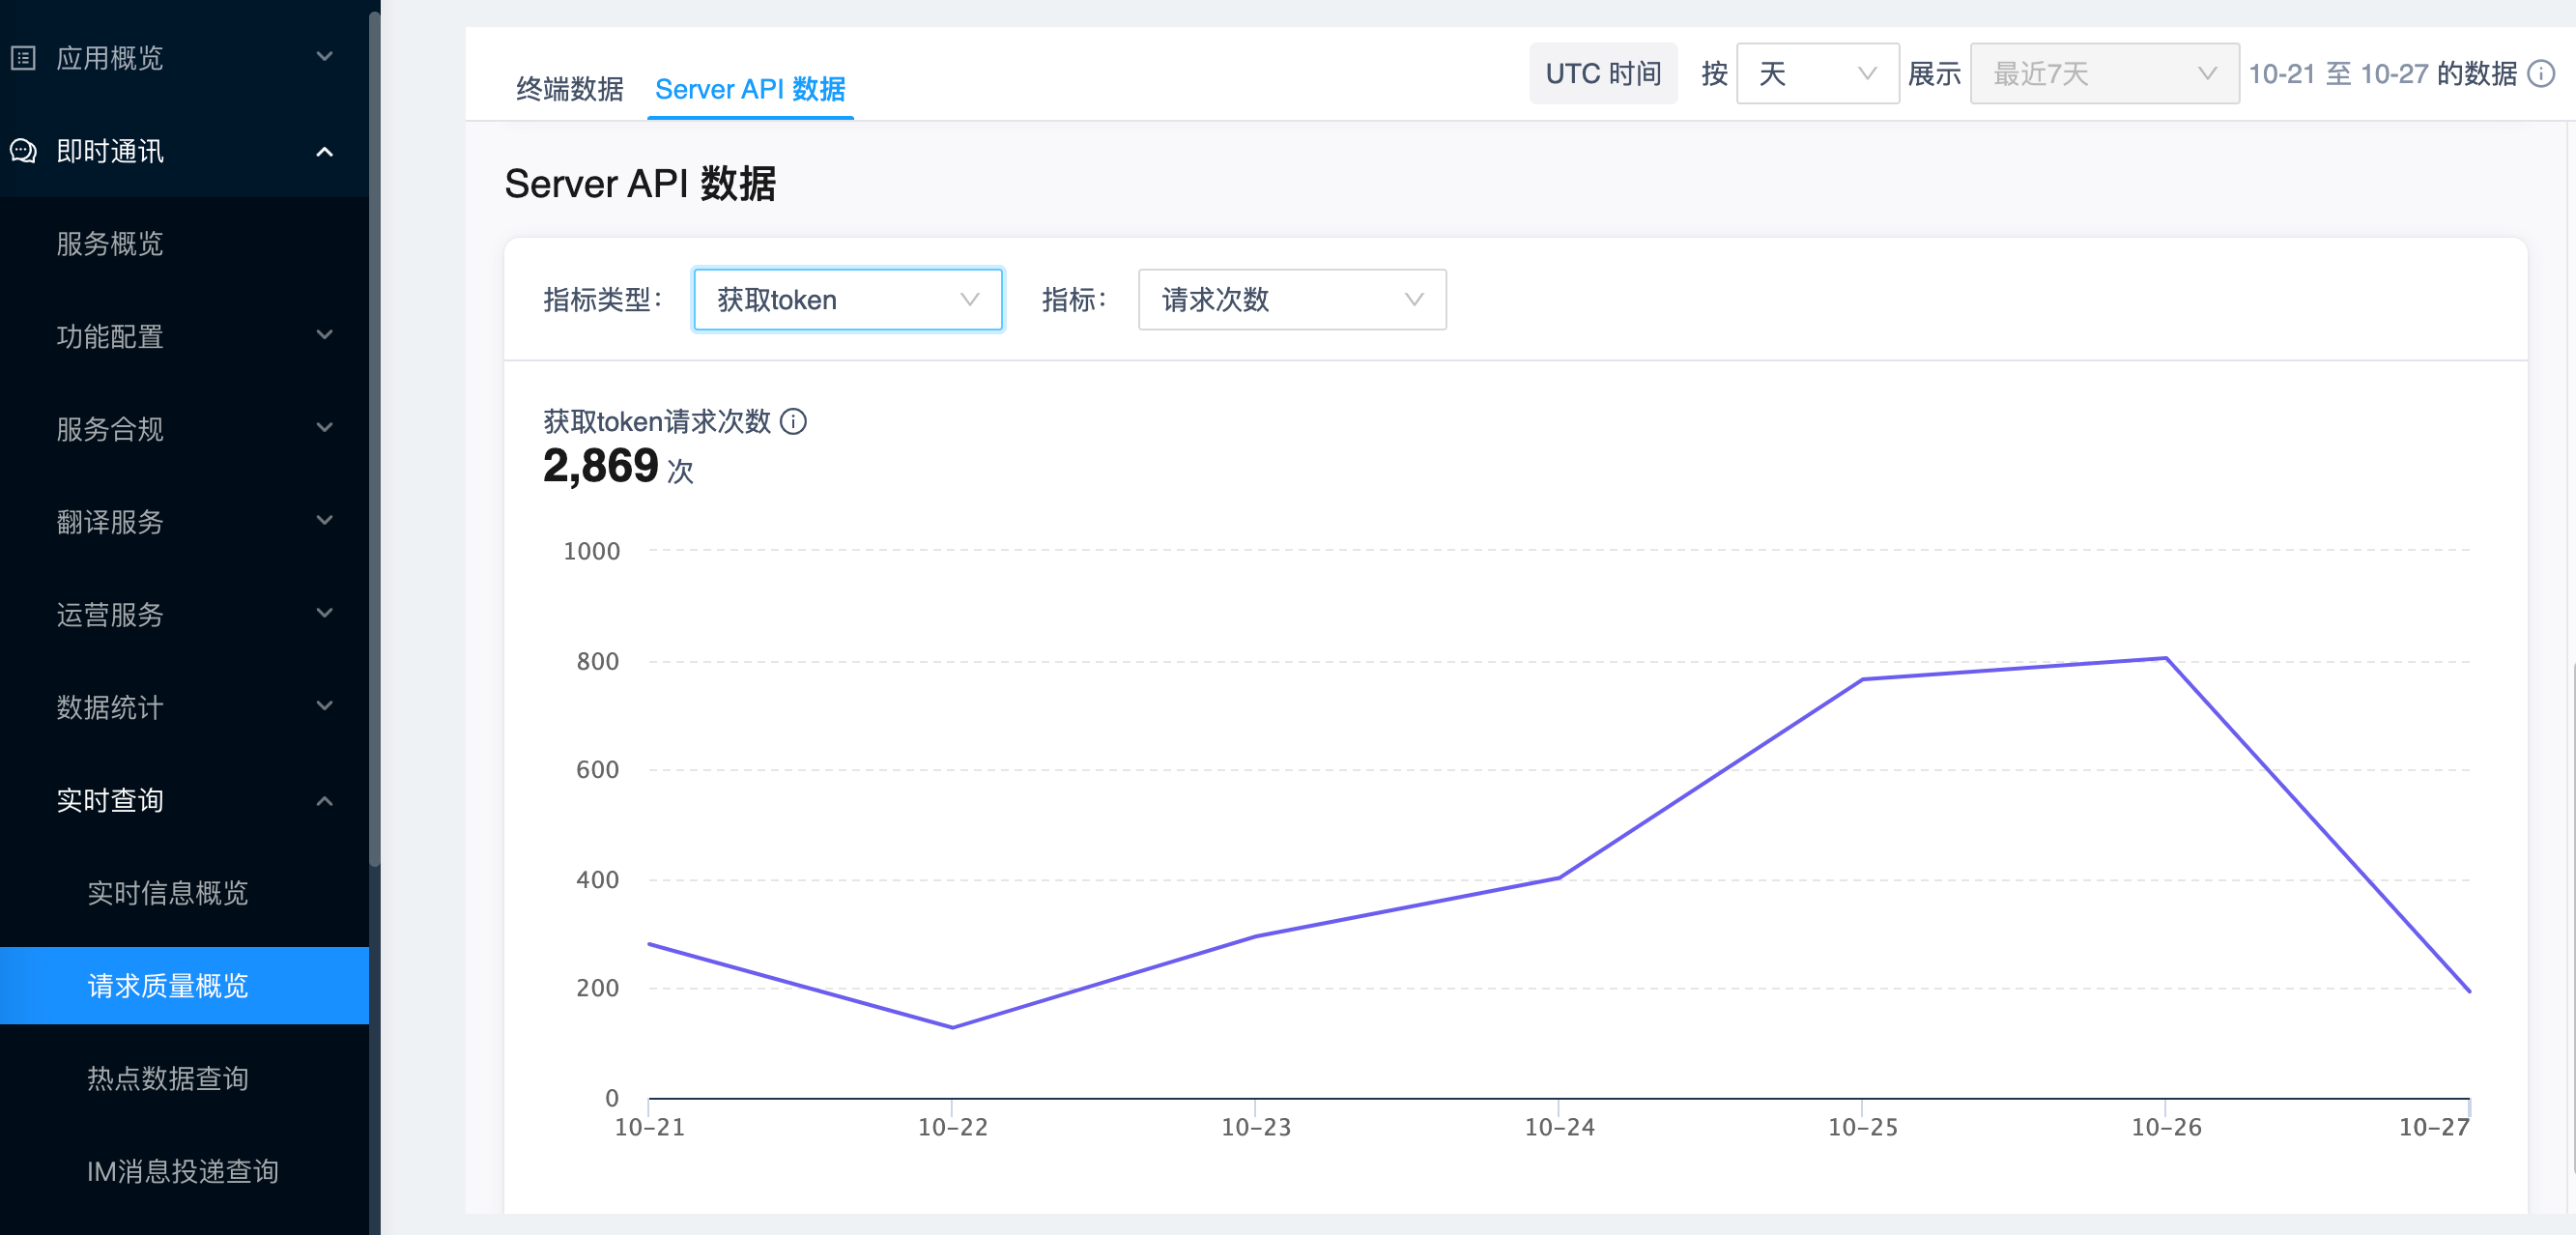 应用概览
即时通讯
服务概览
功能配置
服务合规
翻译服务
运营服务
数据统计
实时查询
实时信息概览
请求质量概览
热点数据查询
IM消息投递查询
终端数据 Server API 数据
UTC 时间 按 天 展示 最近7天 10-21 至 10-27 的数据
Server API 数据
指标类型： 获取token 指标： 请求次数
获取token请求次数
2,869 次
1000
800
600
400
200
0
10-21 10-22 10-23 10-24 10-25 10-26 10-27